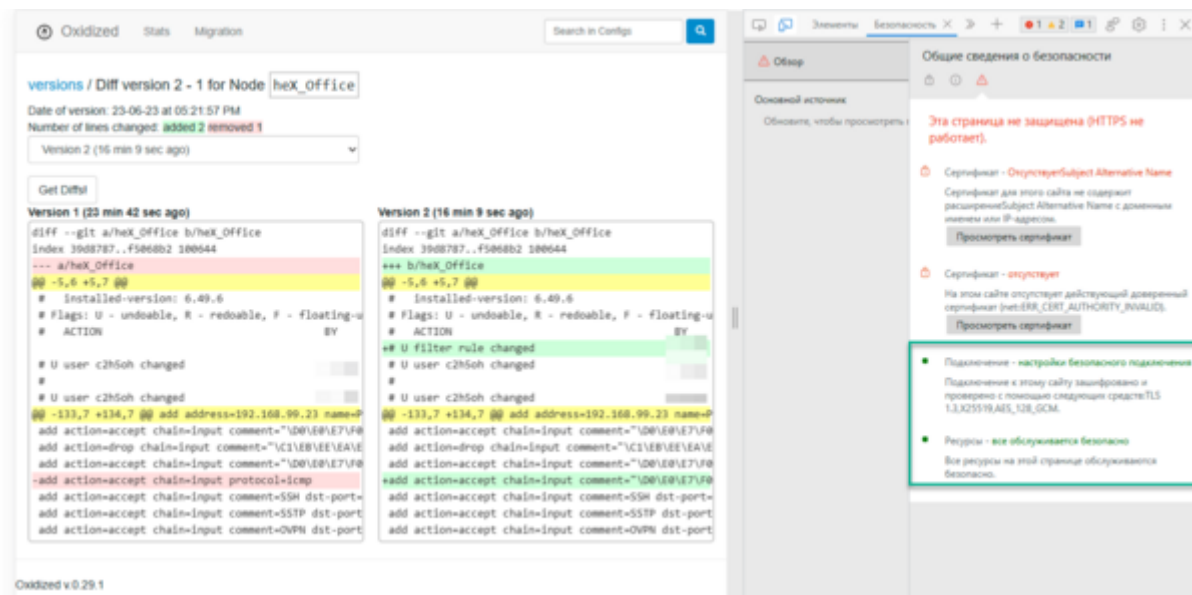 Oxidized Stats Migration Search in Configs
versions / Diff version 2 - 1 for Node heX_Office
Date of version: 23-06-23 at 05:21:57 PM
Number of lines changed: added 2 removed 1
Version 2 (16 min 9 sec ago)
Get Diffs!
Version 1 (23 min 42 sec ago)
diff --git a/heX_Office b/heX_Office
index 39d8787..f5068b2 100644
--- a/heX_Office
@@ -5,6 +5,7 @@
#   installed-version: 6.49.6
# Flags: U - undoable, R - redoable, F - floating-u
#   ACTION BY
# U user c2h5oh changed
#
# U user c2h5oh changed
@@ -133,7 +134,7 @@ add address=192.168.99.23 name=P
add action=accept chain=input comment="\D0\E0\E7\F0
add action=drop chain=input comment="\C1\EB\EE\EA\E
add action=accept chain=input comment="\D0\E0\E7\F0
-add action=accept chain=input protocol=icmp
add action=accept chain=input comment=SSH dst-port=
add action=accept chain=input comment=SSTP dst-port
add action=accept chain=input comment=OVPN dst-port
Version 2 (16 min 9 sec ago)
diff --git a/heX_Office b/heX_Office
index 39d8787..f5068b2 100644
+++ b/heX_Office
@@ -5,6 +5,7 @@
#   installed-version: 6.49.6
# Flags: U - undoable, R - redoable, F - floating-u
#   ACTION BY
+# U filter rule changed
# U user c2h5oh changed
#
# U user c2h5oh changed
@@ -133,7 +134,7 @@ add address=192.168.99.23 name=P
add action=accept chain=input comment="\D0\E0\E7\F0
add action=drop chain=input comment="\C1\EB\EE\EA\E
add action=accept chain=input comment="\D0\E0\E7\F0
+add action=accept chain=input comment="\D0\E0\E7\F0
add action=accept chain=input comment=SSH dst-port=
add action=accept chain=input comment=SSTP dst-port
add action=accept chain=input comment=OVPN dst-port
Oxidized v.0.29.1
Элементы Безопасность 1 2 1
Обзор
Основной источник
Обновите, чтобы просмотреть
Общие сведения о безопасности
Эта страница не защищена (HTTPS не
работает).
Сертификат - ОтсутствуетSubject Alternative Name
Сертификат для этого сайта не содержит
расширениеSubject Alternative Name с доменным
именем или IP-адресом.
Просмотреть сертификат
Сертификат - отсутствует
На этом сайте отсутствует действующий доверенный
сертификат (net::ERR_CERT_AUTHORITY_INVALID).
Просмотреть сертификат
Подключение - настройки безопасного подключения
Подключение к этому сайту зашифровано и
проверено с помощью следующих средств:TLS
1.3,X25519,AES_128_GCM.
Ресурсы - все обслуживается безопасно
Все ресурсы на этой странице обслуживаются
безопасно.